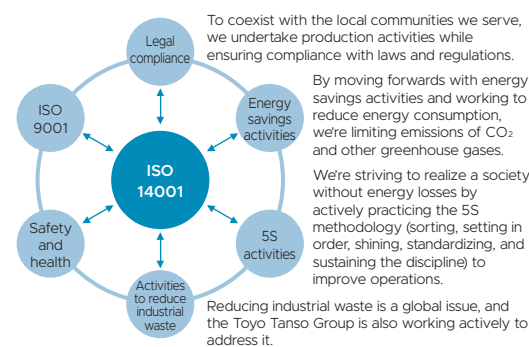 Legal
compliance
Energy
savings
activities
5S
activities
Activities
to reduce
industrial
waste
Safety
and
health
ISO
9001
ISO
14001
To coexist with the local communities we serve,
we undertake production activities while
ensuring compliance with laws and regulations.
By moving forwards with energy
savings activities and working to
reduce energy consumption,
we're limiting emissions of CO₂
and other greenhouse gases.
We're striving to realize a society
without energy losses by
actively practicing the 5S
methodology (sorting, setting in
order, shining, standardizing, and
sustaining the discipline) to
improve operations.
Reducing industrial waste is a global issue, and
the Toyo Tanso Group is also working actively to
address it.